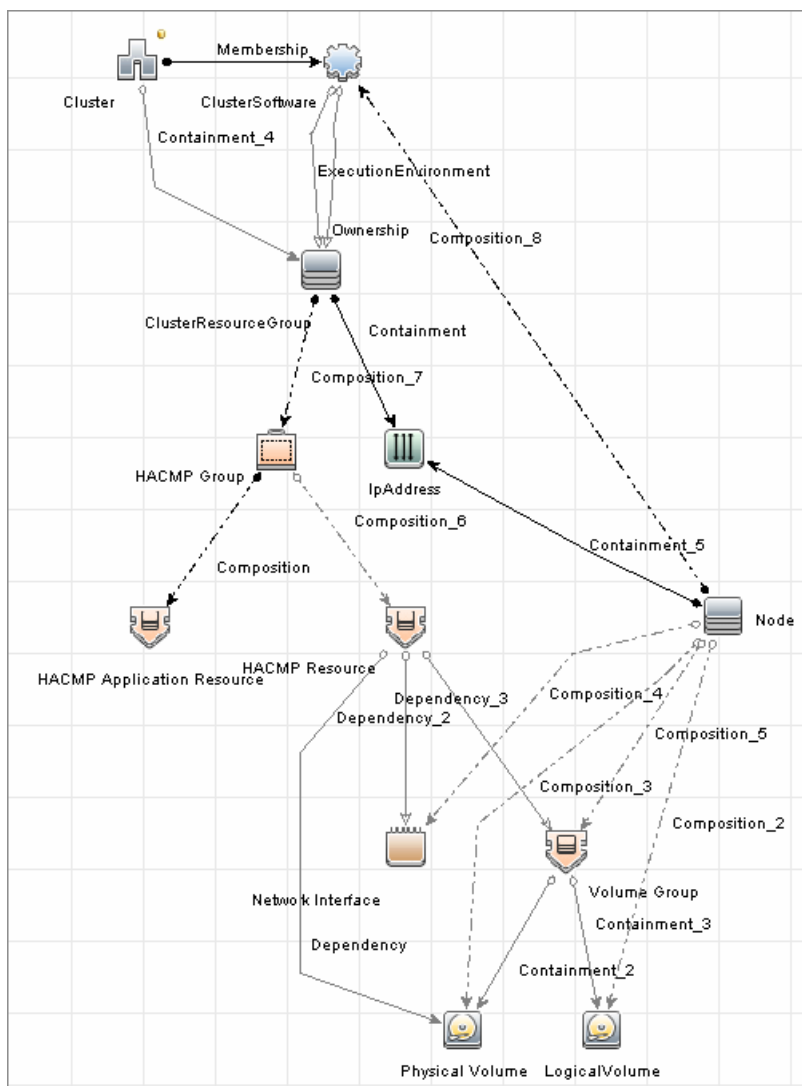 Membership
Cluster
ClusterSoftware
Containment_4
ExecutionEnvironment
Ownership
Composition_8
ClusterResourceGroup
Containment
Composition_7
HACMP Group
IpAddress
Composition_6
Containment_5
Composition
Node
HACMP Application Resource
HACMP Resource
Dependency_3
Composition_4
Dependency_2
Composition_5
Composition_3
Composition_2
Network Interface
Volume Group
Containment_3
Dependency
Containment_2
Physical Volume
LogicalVolume